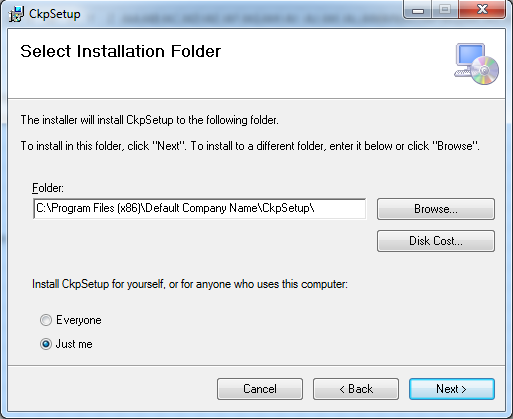 CkpSetup
Select Installation Folder
The installer will install CkpSetup to the following folder.
To install in this folder, click "Next". To install to a different folder, enter it below or click "Browse".
Folder:
C:\Program Files (x86)\Default Company Name\CkpSetup\
Browse...
Disk Cost...
Install CkpSetup for yourself, or for anyone who uses this computer:
Everyone
Just me
Cancel
< Back
Next >